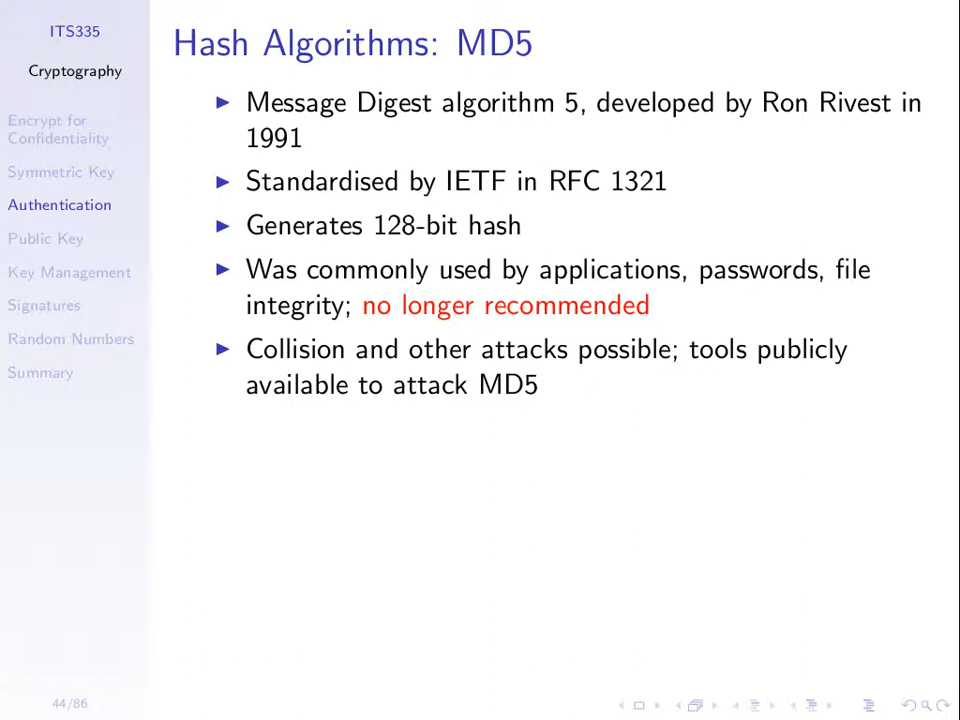 ITS335
Cryptography
Encrypt for
Confidentiality
Symmetric Key
Authentication
Public Key
Key Management
Signatures
Random Numbers
Summary
44/86
Hash Algorithms: MD5
Message Digest algorithm 5, developed by Ron Rivest in
1991
Standardised by IETF in RFC 1321
Generates 128-bit hash
Was commonly used by applications, passwords, file
integrity; no longer recommended
Collision and other attacks possible; tools publicly
available to attack MD5